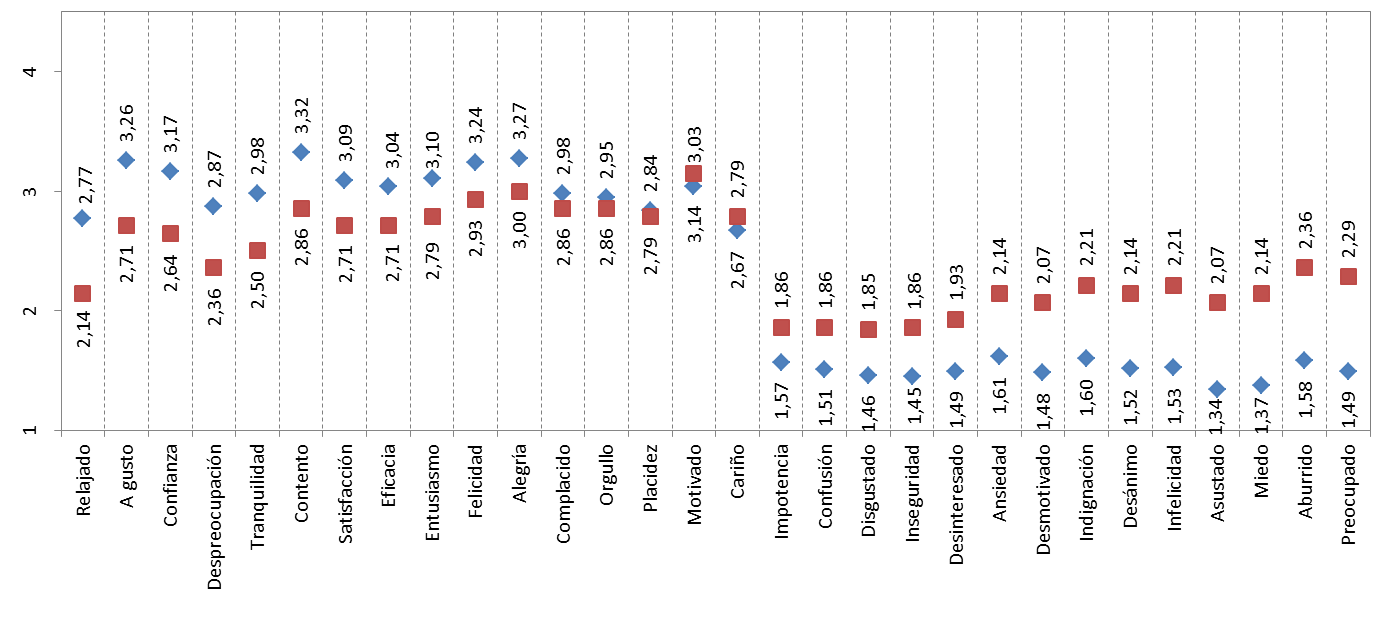 4
3
2
1
2,77
3,26
3,17
2,87
2,98
3,32
3,09
3,04
3,10
3,24
3,27
2,98
2,95
2,84
3,03
2,79
1,86
1,86
1,85
1,86
1,93
2,14
2,07
2,21
2,14
2,21
2,07
2,14
2,36
2,29
2,14
2,71
2,64
2,36
2,50
2,86
2,71
2,71
2,79
2,93
3,00
2,86
2,86
2,79
3,14
2,67
1,57
1,51
1,46
1,45
1,49
1,61
1,48
1,60
1,52
1,53
1,34
1,37
1,58
1,49
Relajado
A gusto
Confianza
Despreocupación
Tranquilidad
Contento
Satisfacción
Eficacia
Entusiasmo
Felicidad
Alegría
Complacido
Orgullo
Placidez
Motivado
Cariño
Impotencia
Confusión
Disgustado
Inseguridad
Desinteresado
Ansiedad
Desmotivado
Indignación
Desánimo
Infelicidad
Asustado
Miedo
Aburrido
Preocupado